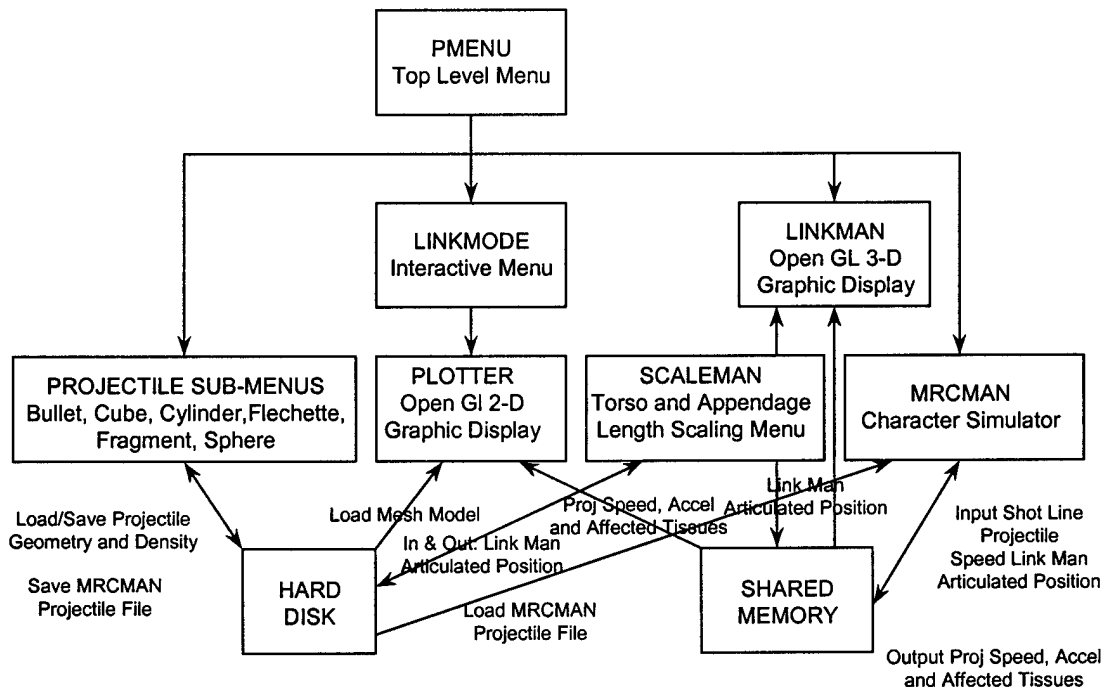 PMENU
Top Level Menu
LINKMODE
Interactive Menu
LINKMAN
Open GL 3-D
Graphic Display
PROJECTILE SUB-MENUS
Bullet, Cube, Cylinder,Flechette,
Fragment, Sphere
PLOTTER
Open Gl 2-D
Graphic Display
SCALEMAN
Torso and Appendage
Length Scaling Menu
MRCMAN
Character Simulator
Load/Save Projectile
Geometry and Density
Save MRCMAN
Projectile File
Load Mesh Model
In & Out: Link Man
Articulated Position
Proj Speed, Accel
and Affected Tissues
Link Man
Articulated Position
Input Shot Line
Projectile
Speed Link Man
Articulated Position
HARD
DISK
Load MRCMAN
Projectile File
SHARED
MEMORY
Output Proj Speed, Accel
and Affected Tissues